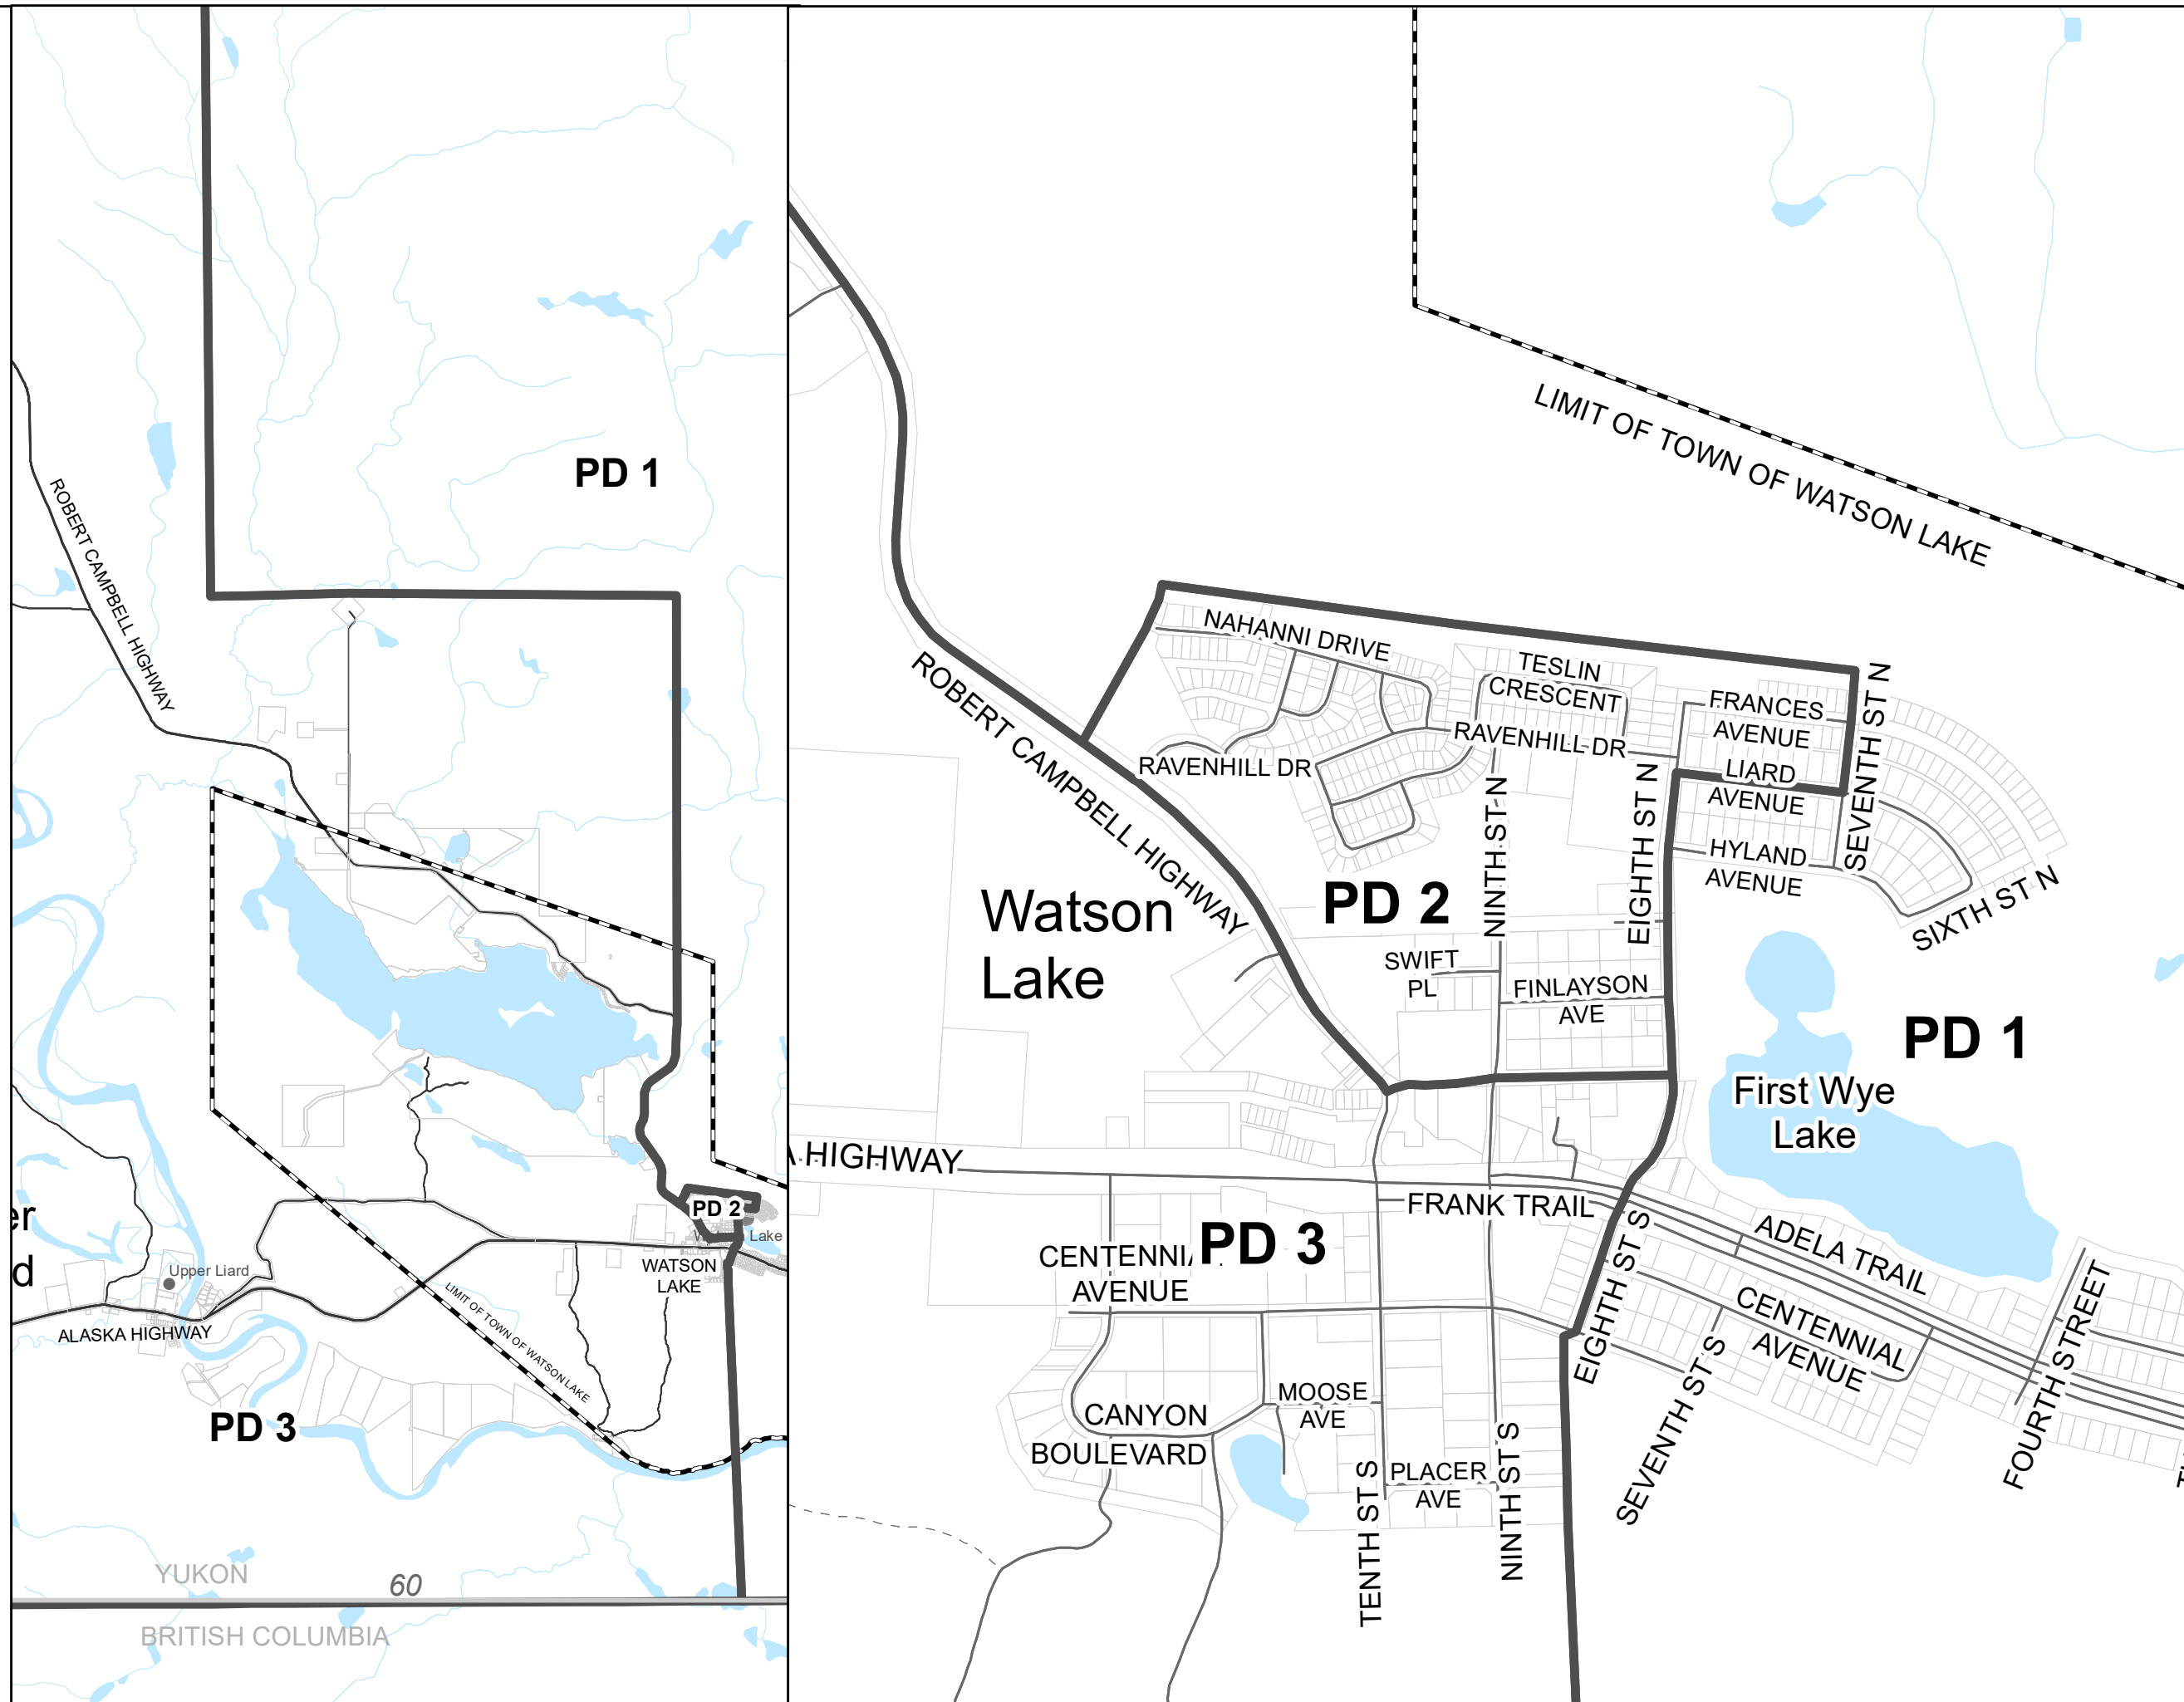 PD 1
ROBERT CAMPBELL HIGHWAY
PD 2
Lake
WATSON
LAKE
er
d
Upper Liard
ALASKA HIGHWAY
LIMIT OF TOWN OF WATSON LAKE
PD 3
YUKON
60
BRITISH COLUMBIA
LIMIT OF TOWN OF WATSON LAKE
NAHANNI DRIVE
TESLIN
CRESCENT
FRANCES
AVENUE
SEVENTH ST N
ROBERT CAMPBELL HIGHWAY
RAVENHILL DR
RAVENHILL DR
LIARD
AVENUE
NINTH ST N
EIGHTH ST N
HYLAND
AVENUE
SIXTH ST N
Watson
Lake
PD 2
SWIFT
PL
FINLAYSON
AVE
PD 1
First Wye
Lake
A HIGHWAY
FRANK TRAIL
ADELA TRAIL
CENTENNIA
AVENUE
PD 3
EIGHTH ST S
CENTENNIAL
AVENUE
FOURTH STREET
SEVENTH ST S
MOOSE
AVE
CANYON
BOULEVARD
PLACER
AVE
TENTH ST S
NINTH ST S